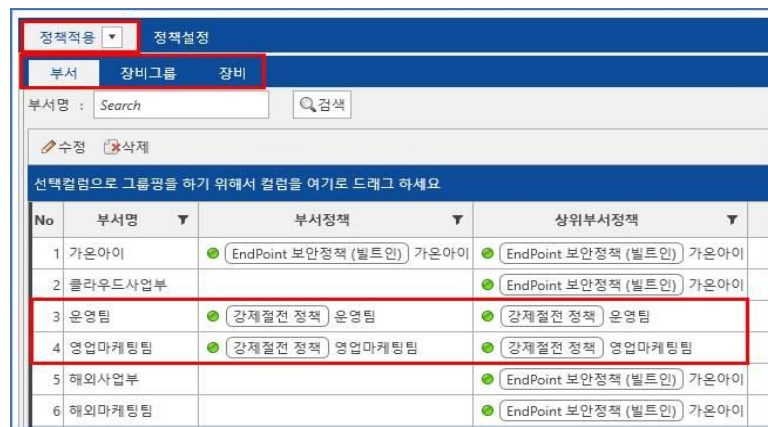 정책적용 ▼ 정책설정
부서 장비그룹 장비
부서명 : Search 검색
수정 삭제
선택컬럼으로 그룹핑을 하기 위해서 컬럼을 여기로 드래그 하세요
No 부서명 부서정책 상위부서정책
1 가온아이 EndPoint 보안정책 (빌트인) 가온아이 EndPoint 보안정책 (빌트인) 가온아이
2 클라우드사업부 EndPoint 보안정책 (빌트인) 가온아이
3 운영팀 강제절전 정책 운영팀 강제절전 정책 운영팀
4 영업마케팅팀 강제절전 정책 영업마케팅팀 강제절전 정책 영업마케팅팀
5 해외사업부 EndPoint 보안정책 (빌트인) 가온아이
6 해외마케팅팀 EndPoint 보안정책 (빌트인) 가온아이